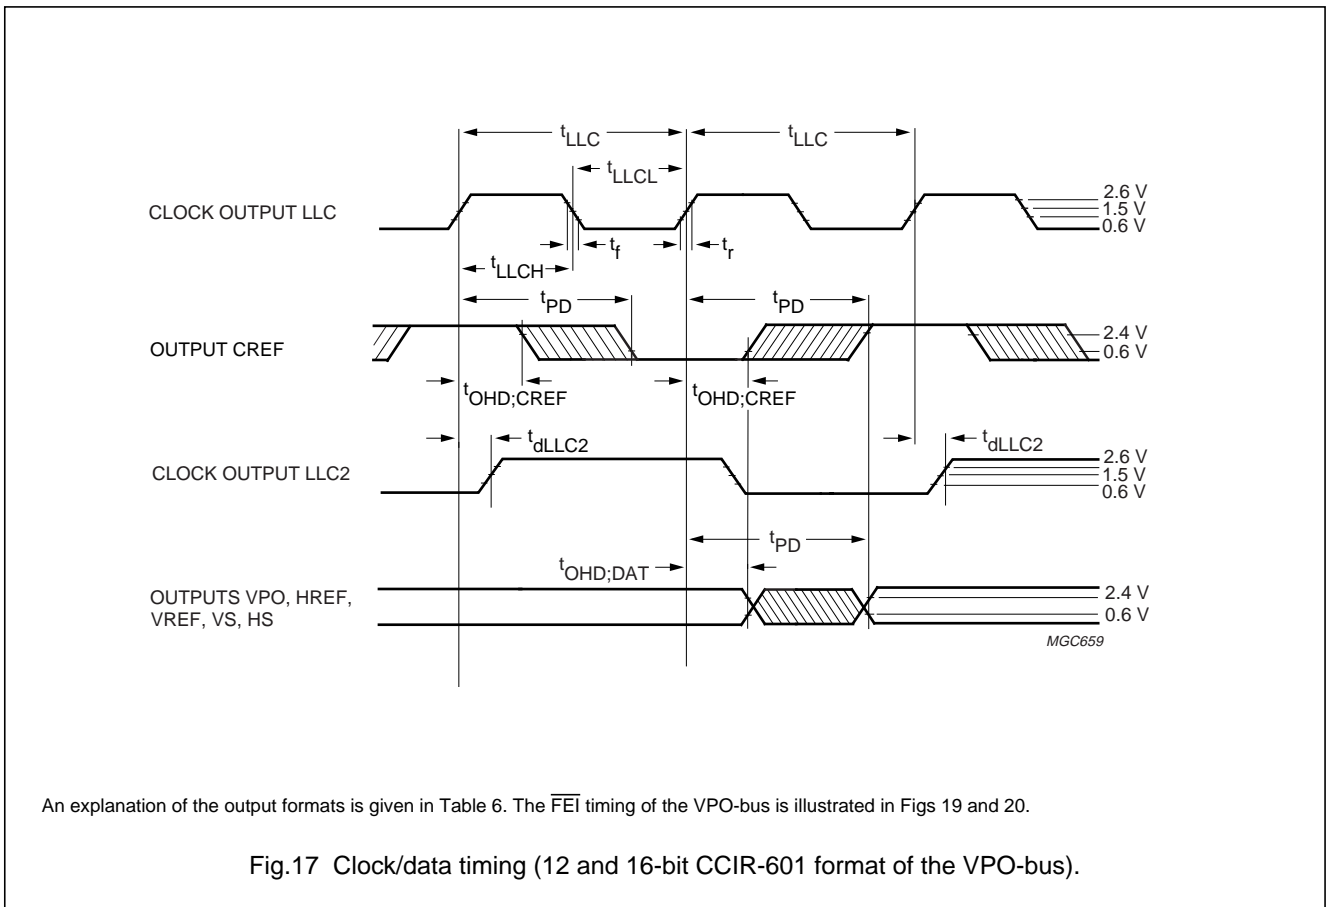 tLLC tLLC
tLLCL
CLOCK OUTPUT LLC
2.6 V
1.5 V
0.6 V
tf tr
tLLCH
tPD tPD
OUTPUT CREF
2.4 V
0.6 V
tOHD;CREF tOHD;CREF
tdLLC2 tdLLC2
CLOCK OUTPUT LLC2
2.6 V
1.5 V
0.6 V
tPD
tOHD;DAT
OUTPUTS VPO, HREF,
VREF, VS, HS
2.4 V
0.6 V
MGC659
An explanation of the output formats is given in Table 6. The F̅E̅I̅ timing of the VPO-bus is illustrated in Figs 19 and 20.
Fig.17 Clock/data timing (12 and 16-bit CCIR-601 format of the VPO-bus).